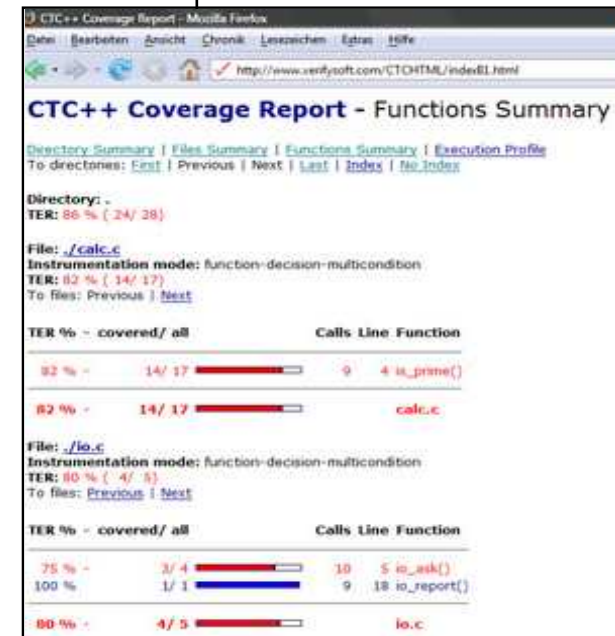 CTC++ Coverage Report - Mozilla Firefox
Datei Bearbeiten Ansicht Chronik Lesezeichen Extras Hilfe
http://www.verifysoft.com/CTCHTML/indexB1.html
CTC++ Coverage Report - Functions Summary
Directory Summary | Files Summary | Functions Summary | Execution Profile
To directories: First | Previous | Next | Last | Index | No Index
Directory: .
TER: 86 % ( 24/ 28)
File: ./calc.c
Instrumentation mode: function-decision-multicondition
TER: 82 % ( 14/ 17)
To files: Previous | Next
TER % - covered/ all Calls Line Function
82 % - 14/ 17 9 4 is_prime()
82 % - 14/ 17 calc.c
File: ./io.c
Instrumentation mode: function-decision-multicondition
TER: 80 % ( 4/ 5)
To files: Previous | Next
TER % - covered/ all Calls Line Function
75 % - 3/ 4 10 5 io_ask()
100 % 1/ 1 9 18 io_report()
80 % - 4/ 5 io.c